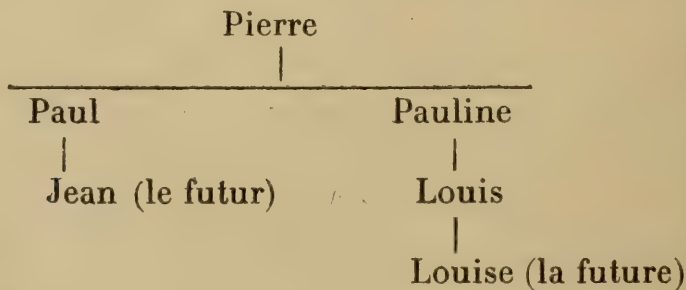 Pierre
Paul Pauline
Jean (le futur) Louis
Louise (la future)